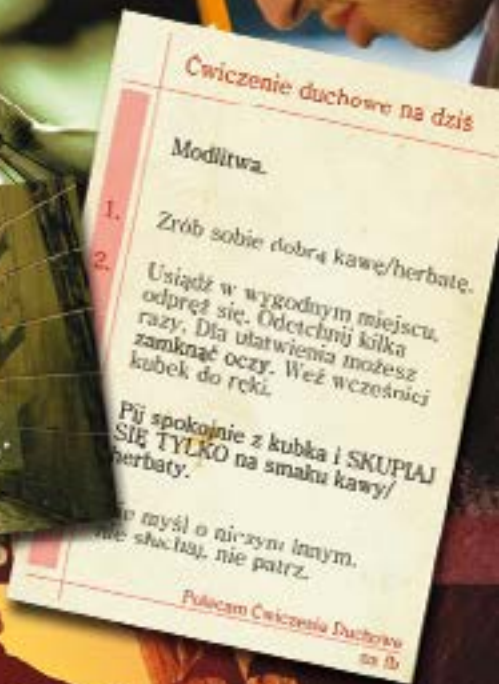 Ćwiczenie duchowe na dziś
Modlitwa.
1.
Zrób sobie dobrą kawę/herbatę.
2.
Usiądź w wygodnym miejscu,
odpręż się. Odetchnij kilka
razy. Dla ułatwienia możesz
zamknąć oczy. Weź wcześniej
kubek do ręki.
Pij spokojnie z kubka i SKUPIAJ
SIĘ TYLKO na smaku kawy/
herbaty.
myśl o niczym innym.
nie słuchaj, nie patrz.
Polecam Ćwiczenia Duchowe
na fb